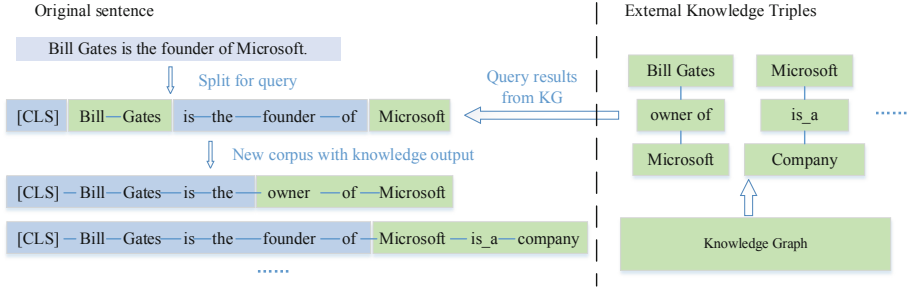 Original sentence
Bill Gates is the founder of Microsoft.
Split for query
[CLS] Bill Gates is the founder of Microsoft
New corpus with knowledge output
[CLS] Bill Gates is the owner of Microsoft
[CLS] Bill Gates is the founder of Microsoft is_a company
......
Query results
from KG
External Knowledge Triples
Bill Gates
owner of
Microsoft
Microsoft
is_a
Company
......
Knowledge Graph